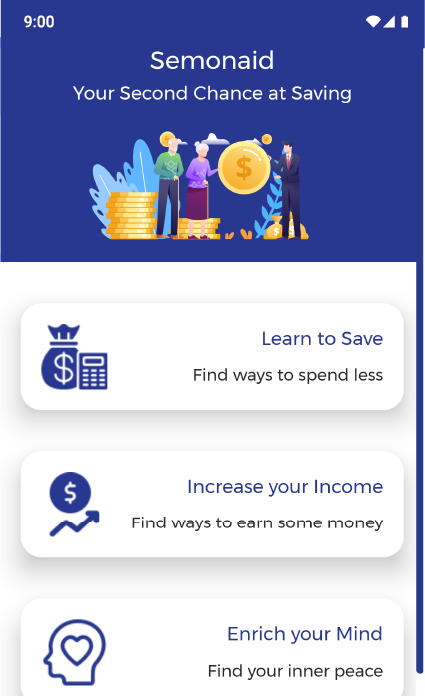 9:00
Semonaid
Your Second Chance at Saving
$
$
Learn to Save
Find ways to spend less
$
Increase your Income
Find ways to earn some money
Enrich your Mind
Find your inner peace